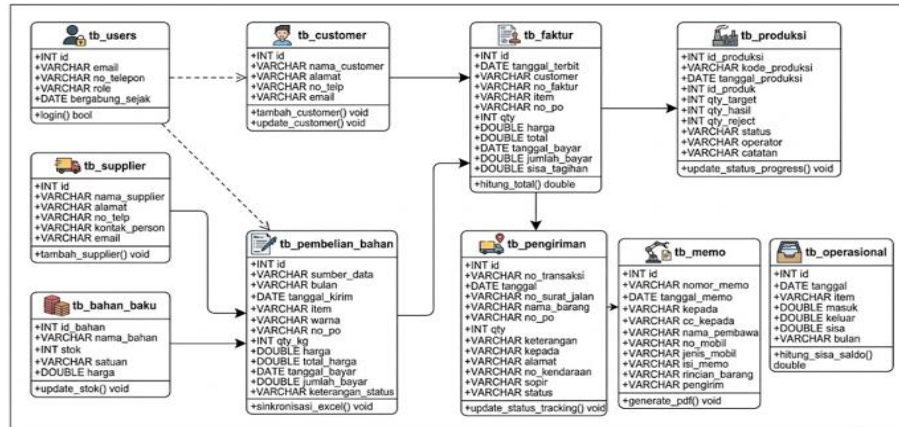 tb_users
+INT id
+VARCHAR email
+VARCHAR no_telepon
+VARCHAR role
+DATE bergabung_sejak
+login() bool
tb_customer
+INT id
+VARCHAR nama_customer
+VARCHAR alamat
+VARCHAR no_telp
+VARCHAR email
+tambah_customer() void
+update_customer() void
tb_faktur
+INT id
+DATE tanggal_terbit
+VARCHAR customer
+VARCHAR no_faktur
+VARCHAR item
+VARCHAR no_po
+INT qty
+DOUBLE harga
+DOUBLE total
+DATE tanggal_bayar
+DOUBLE jumlah_bayar
+DOUBLE sisa_tagihan
+hitung_total() double
tb_produksi
+INT id_produksi
+VARCHAR kode_produksi
+DATE tanggal_produksi
+INT id_produk
+INT qty_target
+INT qty_hasil
+INT qty_reject
+VARCHAR status
+VARCHAR operator
+VARCHAR catatan
+update_status_progress() void
tb_supplier
+INT id
+VARCHAR nama_supplier
+VARCHAR alamat
+VARCHAR no_telp
+VARCHAR kontak_person
+VARCHAR email
+tambah_supplier() void
tb_bahan_baku
+INT id_bahan
+VARCHAR nama_bahan
+INT stok
+VARCHAR satuan
+DOUBLE harga
+update_stok() void
tb_pembelian_bahan
+INT id
+VARCHAR sumber_data
+VARCHAR bulan
+DATE tanggal_kirim
+VARCHAR item
+VARCHAR warna
+VARCHAR no_po
+INT qty_kg
+DOUBLE harga
+DOUBLE total_harga
+DATE tanggal_bayar
+DOUBLE jumlah_bayar
+VARCHAR keterangan_status
+sinkronisasi_excel() void
tb_pengiriman
+INT id
+VARCHAR no_transaksi
+DATE tanggal
+VARCHAR no_surat_jalan
+VARCHAR nama_barang
+VARCHAR no_po
+INT qty
+VARCHAR keterangan
+VARCHAR kepada
+VARCHAR alamat
+VARCHAR no_kendaraan
+VARCHAR sopir
+VARCHAR status
+update_status_tracking() void
tb_memo
+INT id
+VARCHAR nomor_memo
+DATE tanggal_memo
+VARCHAR kepada
+VARCHAR cc_kepada
+VARCHAR nama_pembawa
+VARCHAR no_mobil
+VARCHAR jenis_mobil
+VARCHAR isi_memo
+VARCHAR rincian_barang
+VARCHAR pengirim
+generate_pdf() void
tb_operasional
+INT id
+DATE tanggal
+VARCHAR item
+DOUBLE masuk
+DOUBLE keluar
+DOUBLE sisa
+VARCHAR bulan
+hitung_sisa_saldo()
double